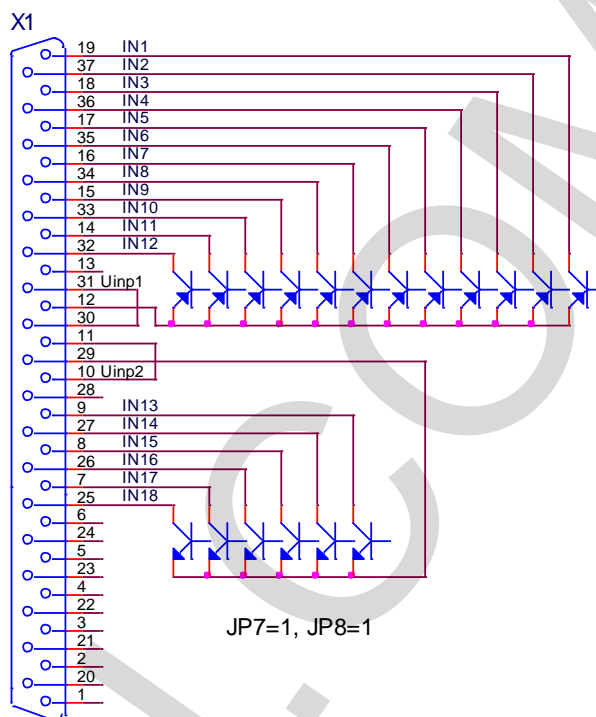 X1
19 IN1
37 IN2
18 IN3
36 IN4
17 IN5
35 IN6
16 IN7
34 IN8
15 IN9
33 IN10
14 IN11
32 IN12
13
31 Uinp1
12
30
11
29
10 Uinp2
28
9 IN13
27 IN14
8 IN15
26 IN16
7 IN17
25 IN18
6
24
5
23
4
22
3
21
2
20
1
JP7=1, JP8=1